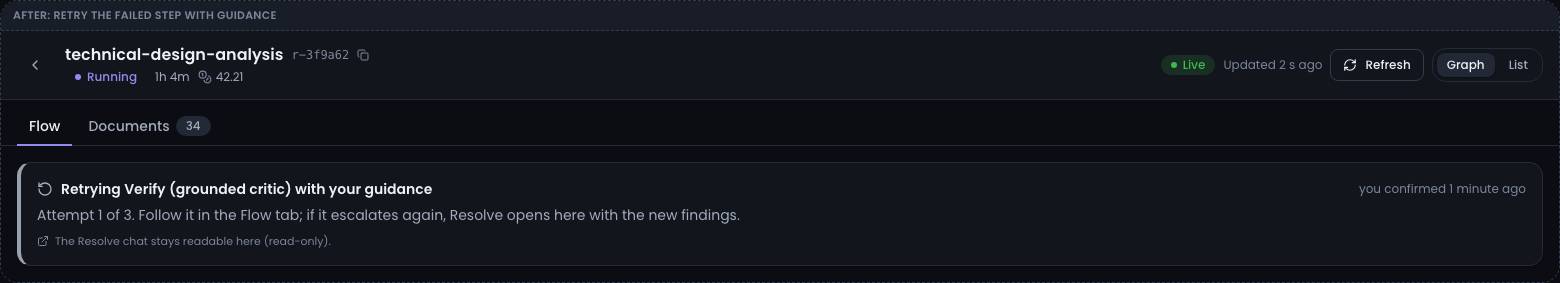 AFTER: RETRY THE FAILED STEP WITH GUIDANCE
technical-design-analysis r-3f9a62
Running 1h 4m 42.21
Live Updated 2 s ago Refresh Graph List
Flow Documents 34
Retrying Verify (grounded critic) with your guidance you confirmed 1 minute ago
Attempt 1 of 3. Follow it in the Flow tab; if it escalates again, Resolve opens here with the new findings.
The Resolve chat stays readable here (read-only).